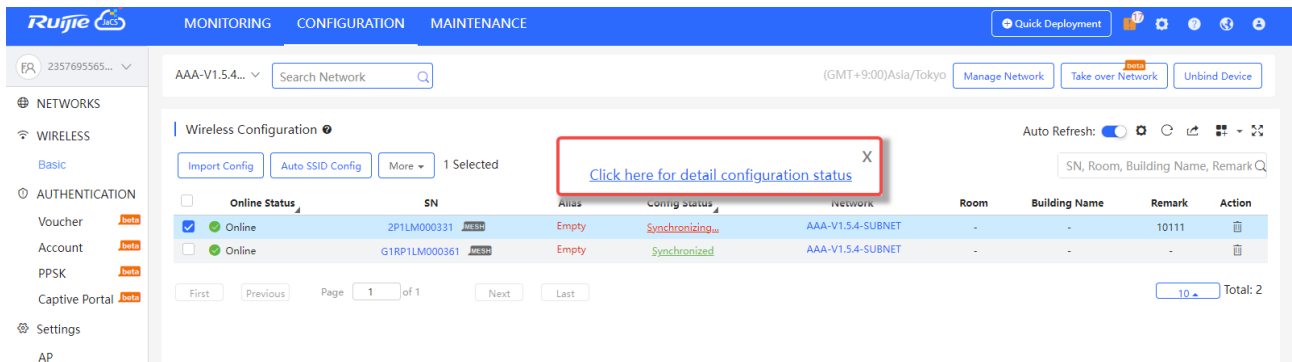 Ruijie JaCS MONITORING CONFIGURATION MAINTENANCE Quick Deployment 17
2357695565... AAA-V1.5.4... Search Network (GMT+9:00)Asia/Tokyo Manage Network Take over Network beta Unbind Device
NETWORKS
WIRELESS
Basic
AUTHENTICATION
Voucher beta
Account beta
PPSK beta
Captive Portal beta
Settings
AP
Wireless Configuration Auto Refresh:
Import Config Auto SSID Config More 1 Selected SN, Room, Building Name, Remark
X
Click here for detail configuration status
Online Status SN Alias Config Status Network Room Building Name Remark Action
Online 2P1LM000331 MESH Empty Synchronizing... AAA-V1.5.4-SUBNET - - 10111
Online G1RP1LM000361 MESH Empty Synchronized AAA-V1.5.4-SUBNET - - -
First Previous Page 1 of 1 Next Last 10 Total: 2